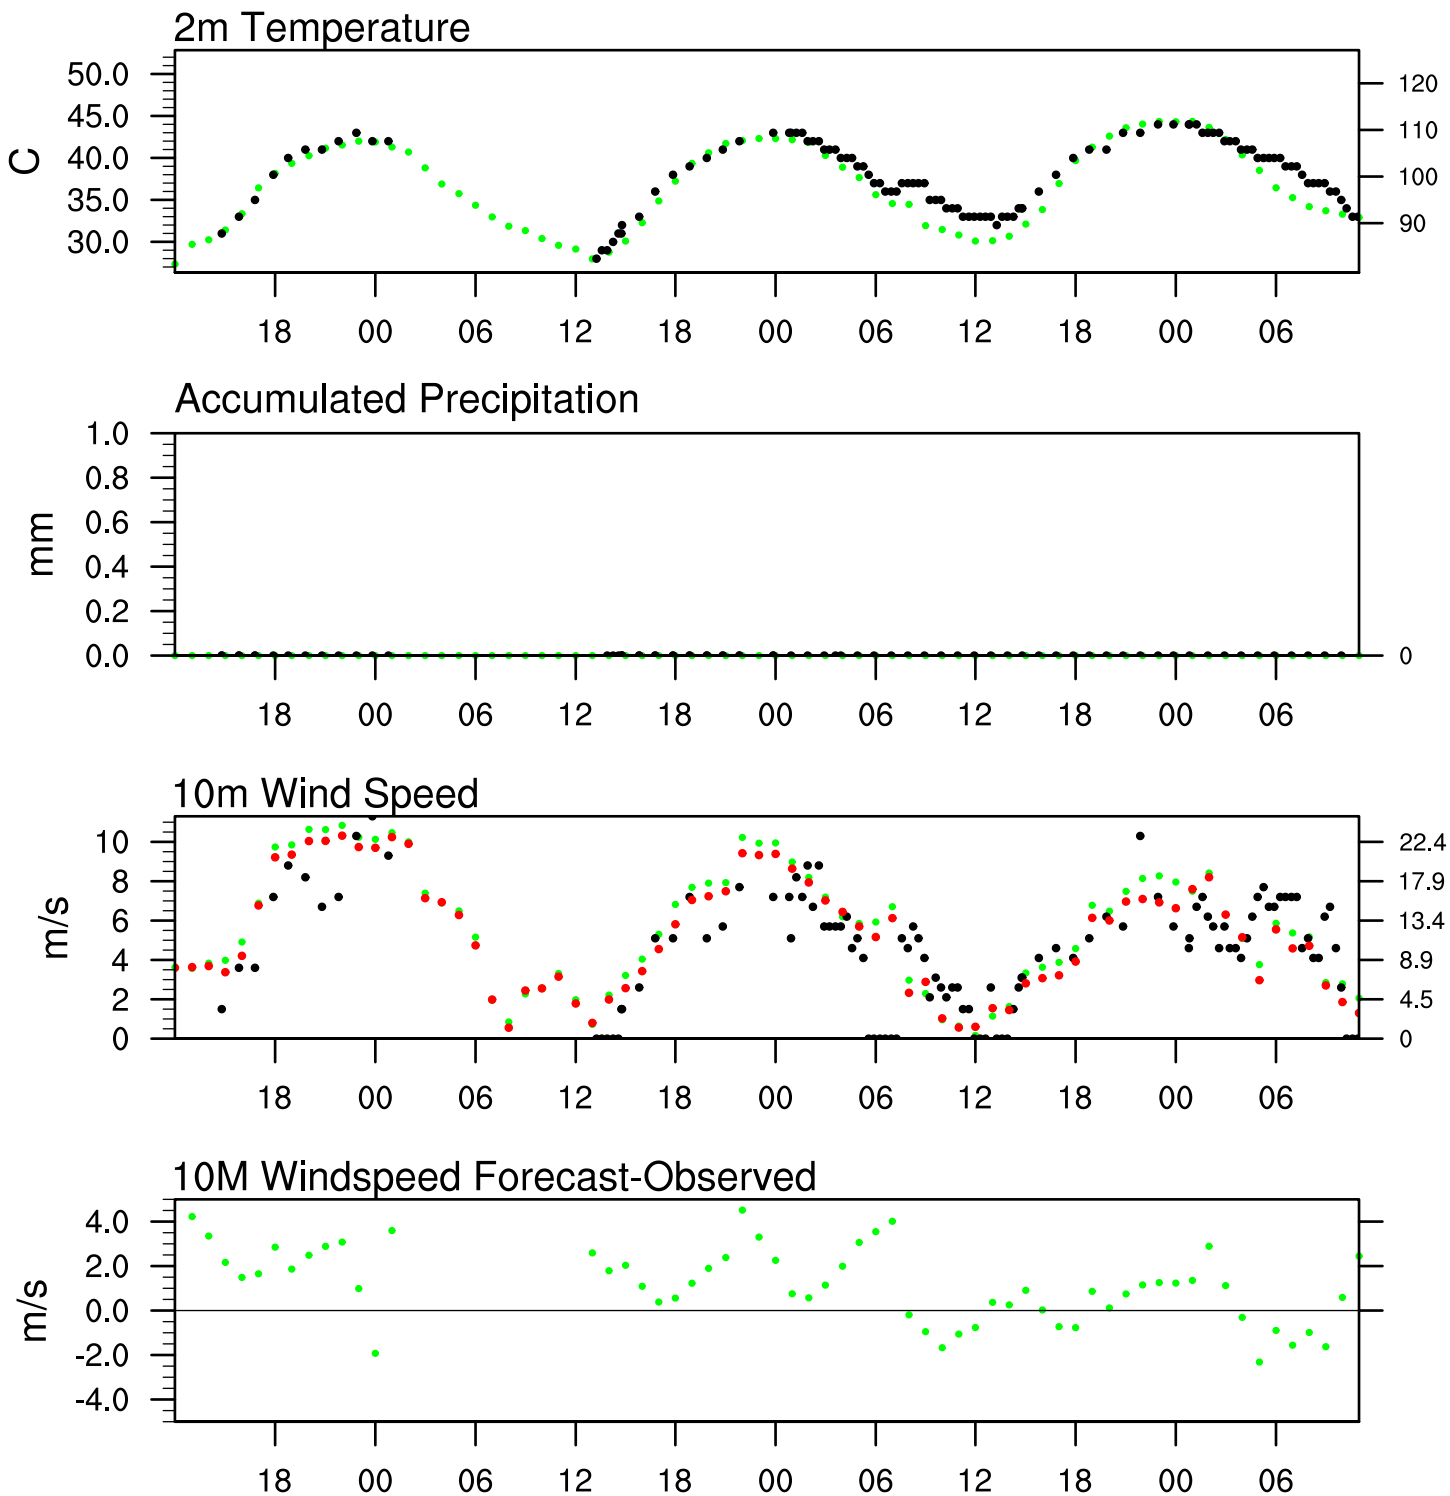 2m Temperature
50.0
45.0
40.0
35.0
30.0
C
120
110
100
90
18 00 06 12 18 00 06 12 18 00 06
Accumulated Precipitation
1.0
0.8
0.6
0.4
0.2
0.0
mm
0
18 00 06 12 18 00 06 12 18 00 06
10m Wind Speed
10
8
6
4
2
0
m/s
22.4
17.9
13.4
8.9
4.5
0
18 00 06 12 18 00 06 12 18 00 06
10M Windspeed Forecast-Observed
4.0
2.0
0.0
-2.0
-4.0
m/s
18 00 06 12 18 00 06 12 18 00 06